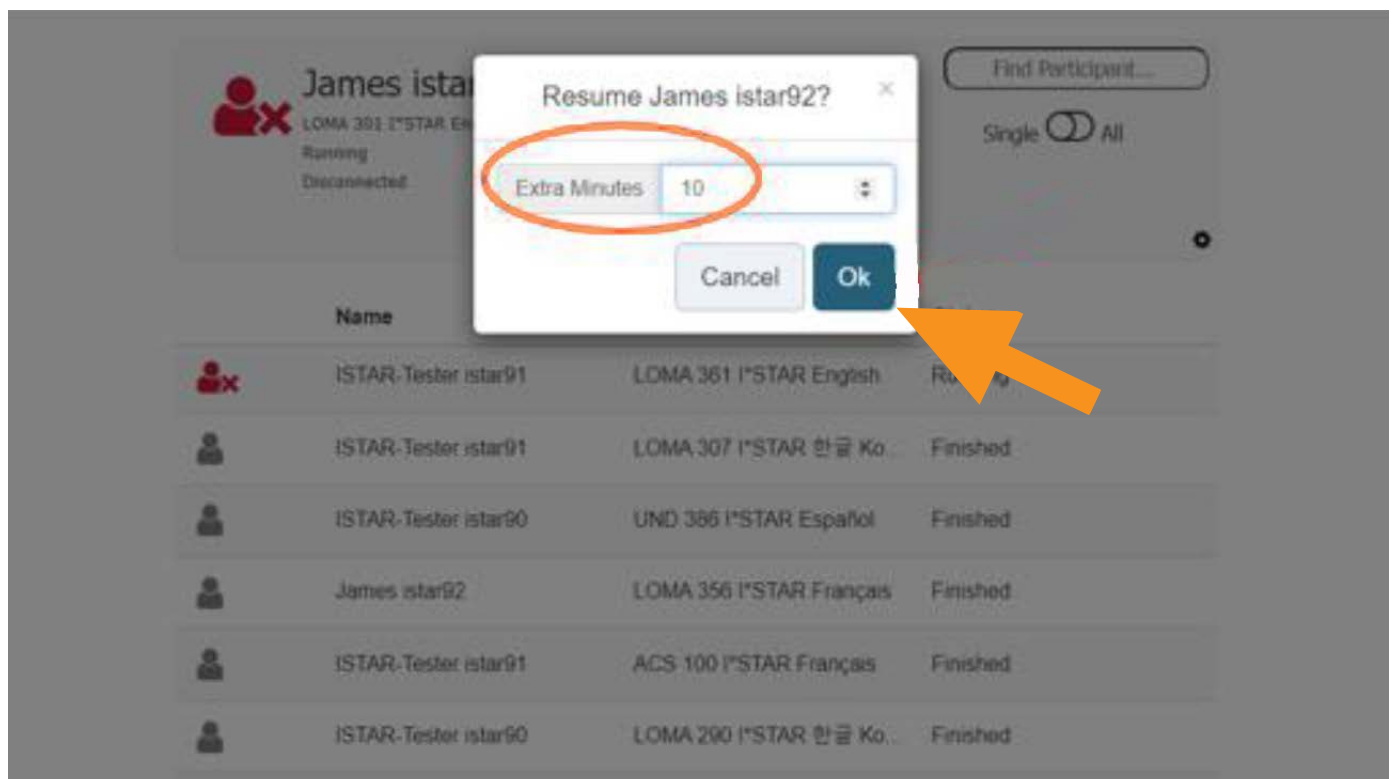 James istar
LOMA 301 I*STAR En
Running
Disconnected
Resume James istar92?
×
Extra Minutes 10
Cancel Ok
Find Participant...
Single All
Name
ISTAR-Tester istar91 LOMA 361 I*STAR English
ISTAR-Tester istar91 LOMA 307 I*STAR 한글 Ko... Finished
ISTAR-Tester istar90 UND 386 I*STAR Español Finished
James istar92 LOMA 356 I*STAR Français Finished
ISTAR-Tester istar91 ACS 100 I*STAR Français Finished
ISTAR-Tester istar90 LOMA 290 I*STAR 한글 Ko... Finished